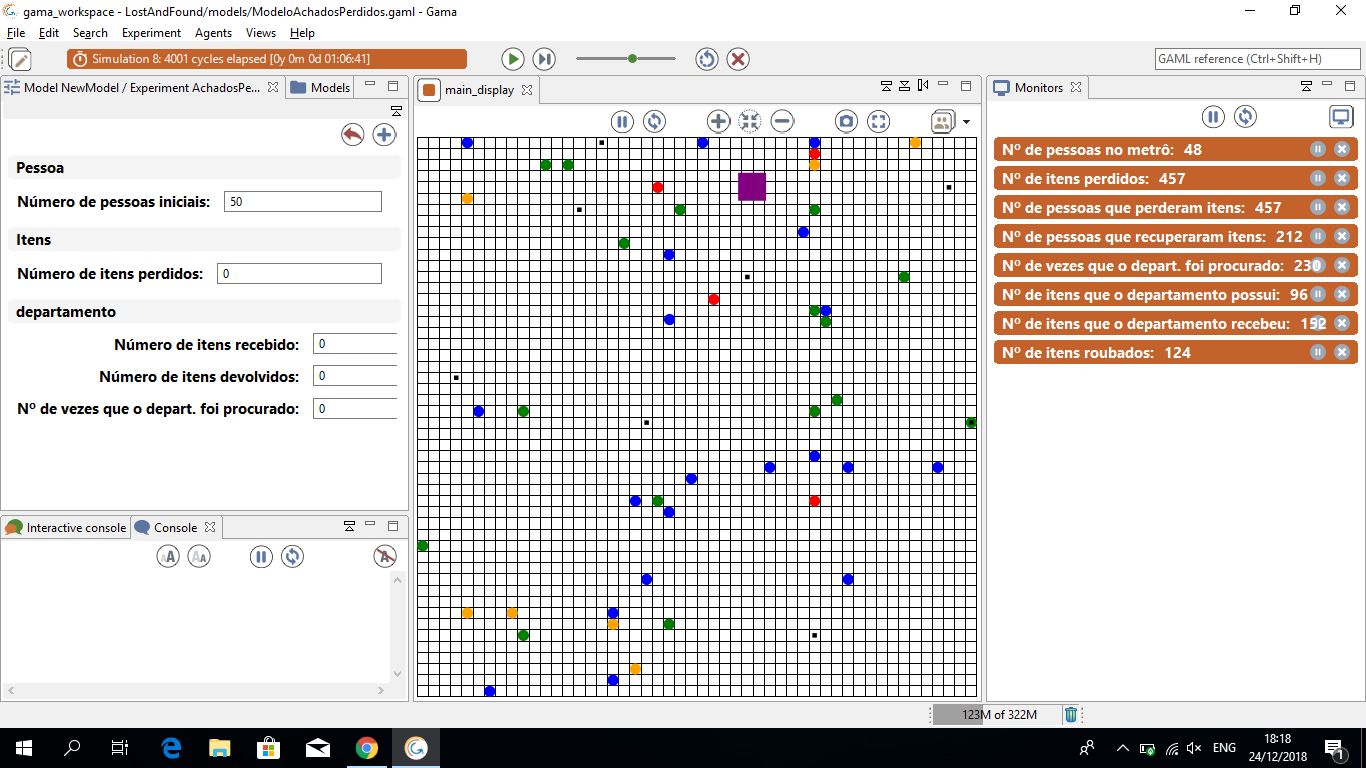 gama_workspace - LostAndFound/models/ModeloAchadosPerdidos.gaml - Gama
File Edit Search Experiment Agents Views Help
Simulation 8: 4001 cycles elapsed [0y 0m 0d 01:06:41]
GAML reference (Ctrl+Shift+H)
Model NewModel / Experiment AchadosPe...
Models
Pessoa
Número de pessoas iniciais: 50
Itens
Número de itens perdidos: 0
departamento
Número de itens recebido: 0
Número de itens devolvidos: 0
Nº de vezes que o depart. foi procurado: 0
Interactive console
Console
AA
AA
A
main_display
Monitors
Nº de pessoas no metrô: 48
Nº de itens perdidos: 457
Nº de pessoas que perderam itens: 457
Nº de pessoas que recuperaram itens: 212
Nº de vezes que o depart. foi procurado: 230
Nº de itens que o departamento possui: 96
Nº de itens que o departamento recebeu: 152
Nº de itens roubados: 124
123M of 322M
ENG
18:18
24/12/2018
1